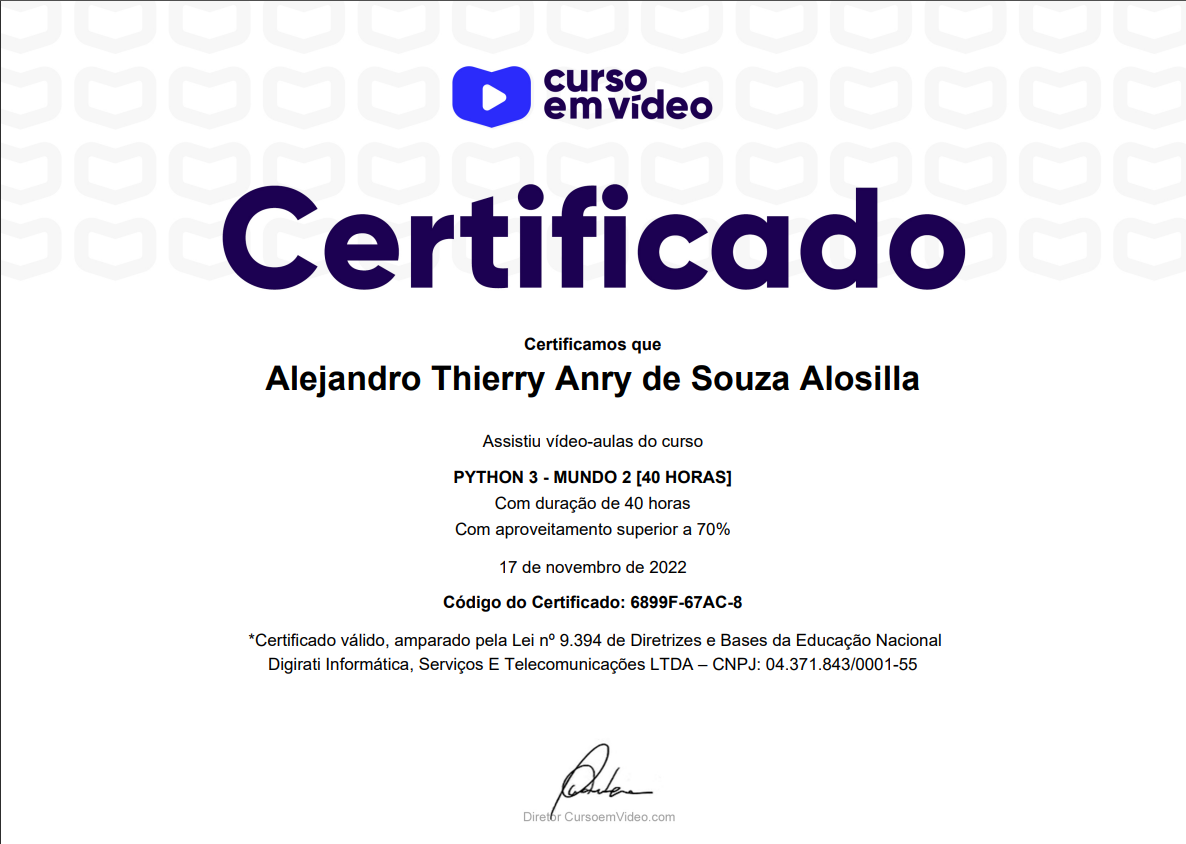 curso
em vídeo
Certificado
Certificamos que
Alejandro Thierry Anry de Souza Alosilla
Assistiu vídeo-aulas do curso
PYTHON 3 - MUNDO 2 [40 HORAS]
Com duração de 40 horas
Com aproveitamento superior a 70%
17 de novembro de 2022
Código do Certificado: 6899F-67AC-8
*Certificado válido, amparado pela Lei nº 9.394 de Diretrizes e Bases da Educação Nacional
Digirati Informática, Serviços E Telecomunicações LTDA – CNPJ: 04.371.843/0001-55
Diretor CursoemVideo.com